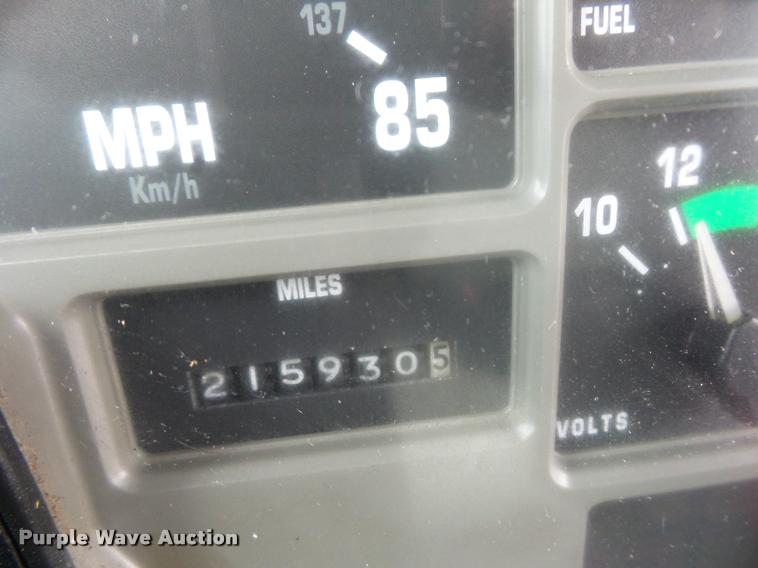 137
85
MPH
Km/h
FUEL
12
10
VOLTS
MILES
2159305
Purple Wave Auction